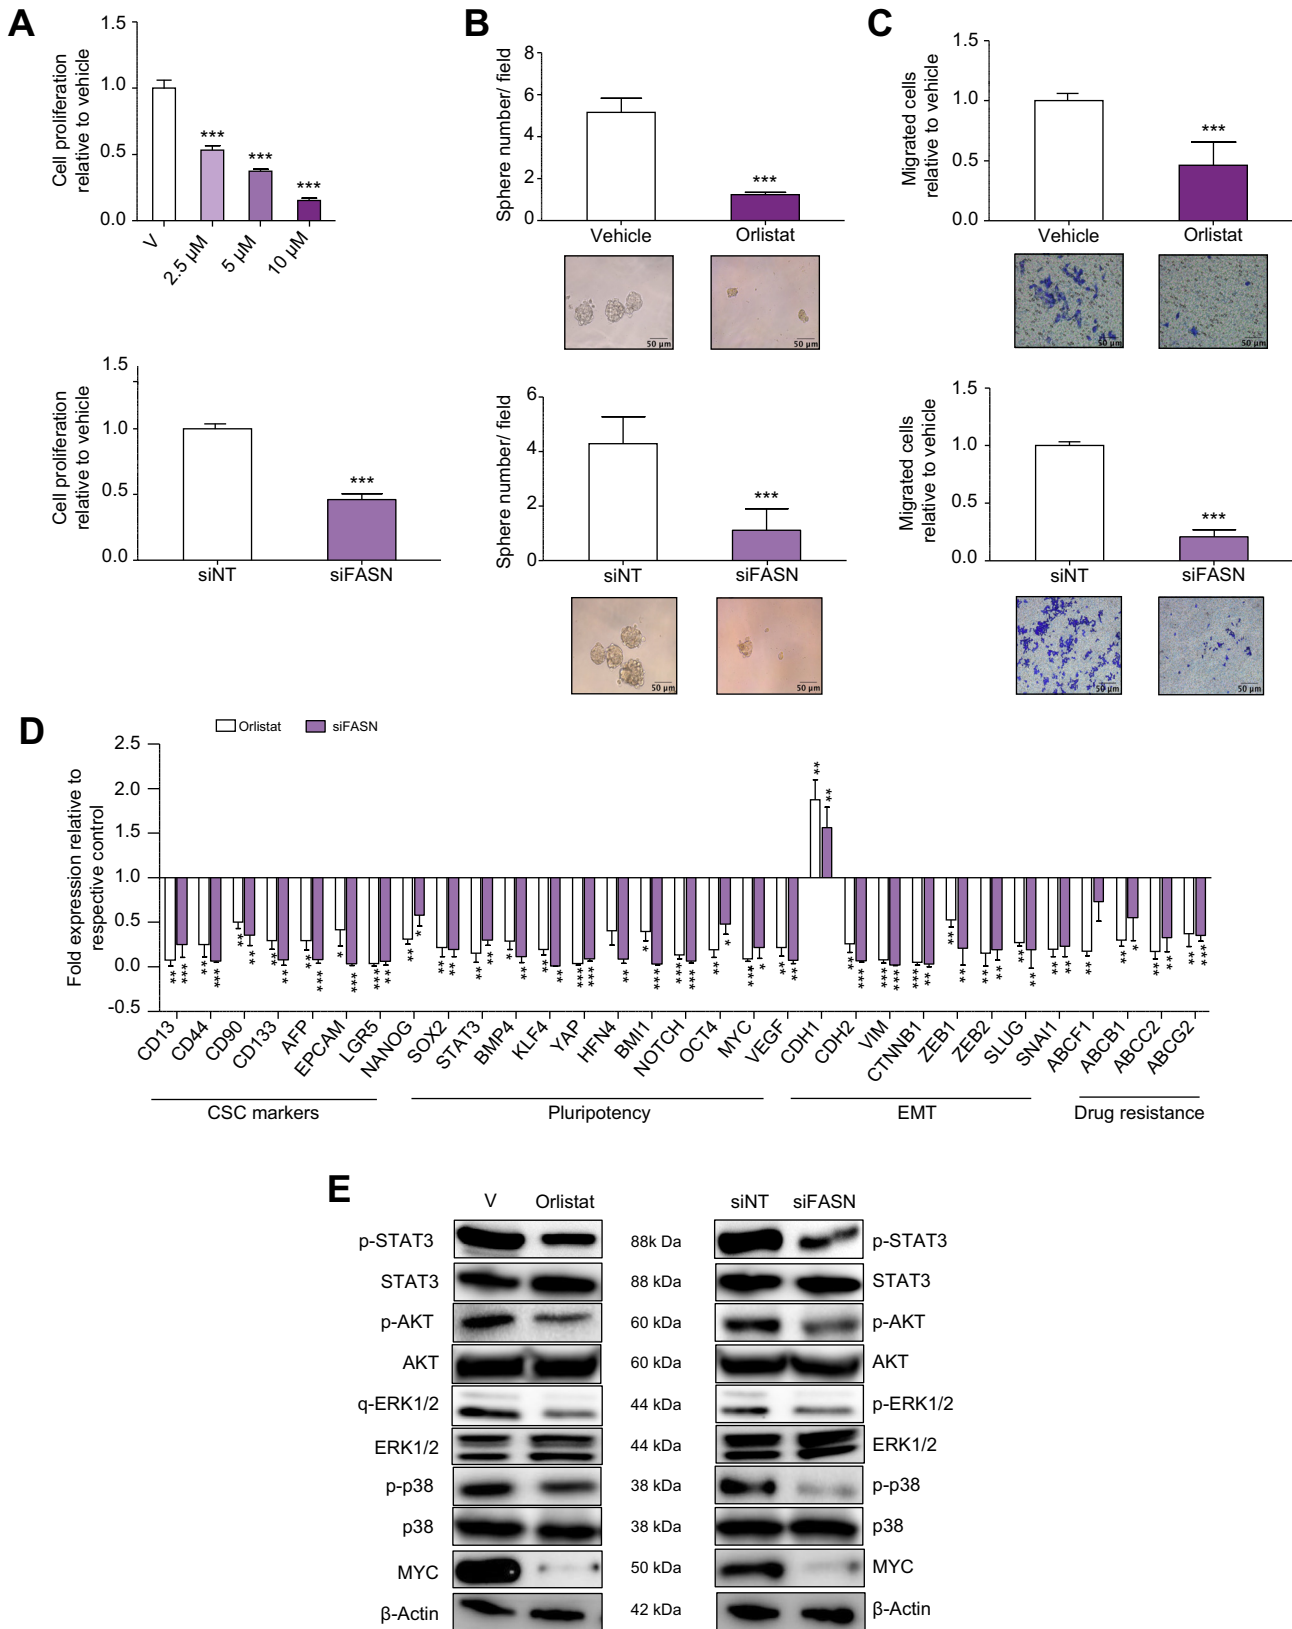 A
Cell proliferation
relative to vehicle
1.5
1.0
0.5
0.0
***
***
***
V
2.5 µM
5 µM
10 µM
Cell proliferation
relative to vehicle
1.5
1.0
0.5
0.0
***
siNT
siFASN
B
Sphere number/ field
8
6
4
2
0
***
Vehicle
Orlistat
50 µm
50 µm
Sphere number/ field
6
4
2
0
***
siNT
siFASN
50 µm
50 µm
C
Migrated cells
relative to vehicle
1.5
1.0
0.5
0.0
***
Vehicle
Orlistat
50 µm
50 µm
Migrated cells
relative to vehicle
1.5
1.0
0.5
0.0
***
siNT
siFASN
50 µm
50 µm
D
Orlistat
siFASN
Fold expression relative to
respective control
2.5
2.0
1.5
1.0
0.5
0.0
-0.5
CD13
CD44
CD90
CD133
AFP
EPCAM
LGR5
NANOG
SOX2
STAT3
BMP4
KLF4
YAP
HFN4
BMI1
NOTCH
OCT4
MYC
VEGF
CDH1
CDH2
VIM
CTNNB1
ZEB1
ZEB2
SLUG
SNAI1
ABCF1
ABCB1
ABCC2
ABCG2
CSC markers
Pluripotency
EMT
Drug resistance
E
V Orlistat siNT siFASN
p-STAT3 88k Da p-STAT3
STAT3 88 kDa STAT3
p-AKT 60 kDa p-AKT
AKT 60 kDa AKT
q-ERK1/2 44 kDa p-ERK1/2
ERK1/2 44 kDa ERK1/2
p-p38 38 kDa p-p38
p38 38 kDa p38
MYC 50 kDa MYC
β-Actin 42 kDa β-Actin